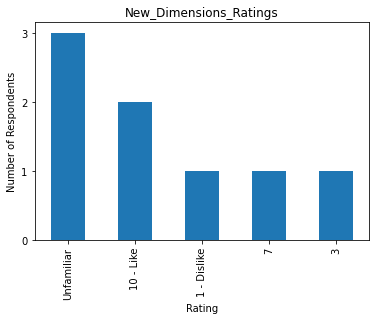 New_Dimensions_Ratings
Number of Respondents
3
2
1
0
Unfamiliar
10 - Like
1 - Dislike
7
3
Rating